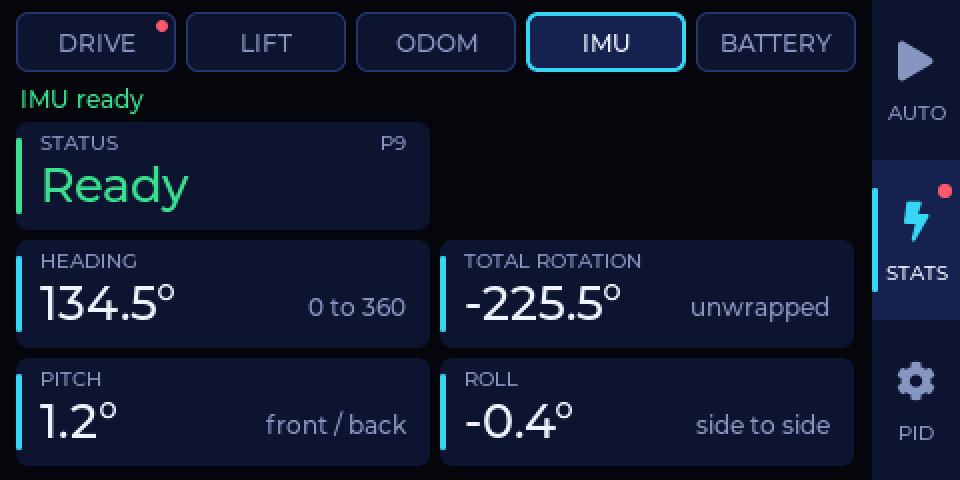 DRIVE LIFT ODOM IMU BATTERY
IMU ready
STATUS P9
Ready
HEADING
134.5° 0 to 360
TOTAL ROTATION
-225.5° unwrapped
PITCH
1.2° front / back
ROLL
-0.4° side to side
AUTO
STATS
PID